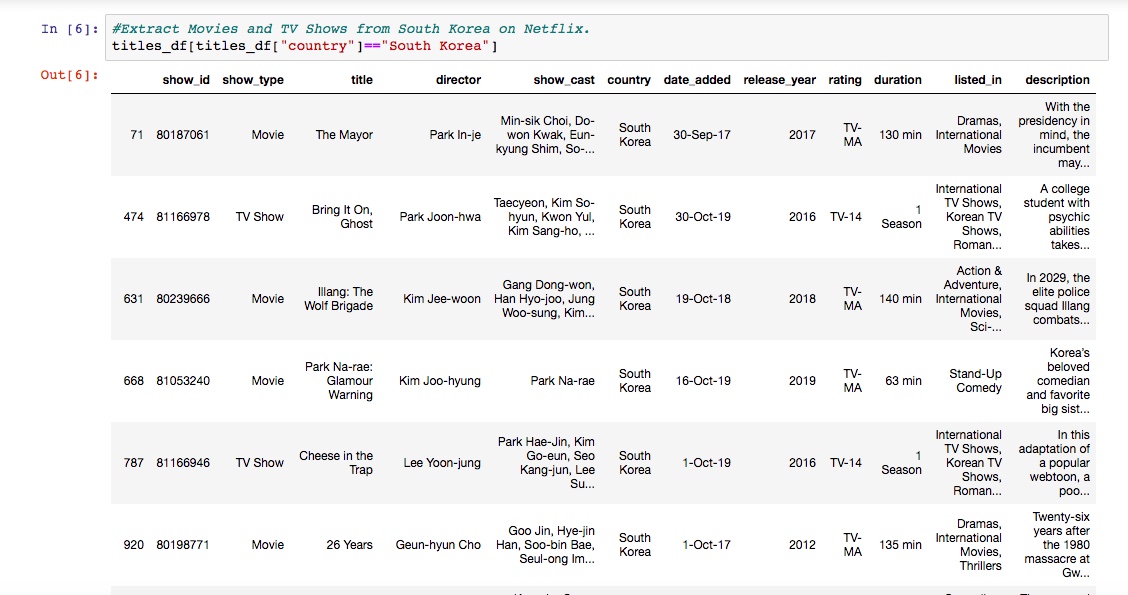 In [6]: #Extract Movies and TV Shows from South Korea on Netflix.
titles_df[titles_df["country"]=="South Korea"]
Out[6]:
show_id show_type title director show_cast country date_added release_year rating duration listed_in description
71 80187061 Movie The Mayor Park In-je Min-sik Choi, Do-won Kwak, Eun-kyung Shim, So-... South Korea 30-Sep-17 2017 TV-MA 130 min Dramas, International Movies With the presidency in mind, the incumbent may...
474 81166978 TV Show Bring It On, Ghost Park Joon-hwa Taecyeon, Kim So-hyun, Kwon Yul, Kim Sang-ho, ... South Korea 30-Oct-19 2016 TV-14 1 Season International TV Shows, Korean TV Shows, Roman... A college student with psychic abilities takes...
631 80239666 Movie Illang: The Wolf Brigade Kim Jee-woon Gang Dong-won, Han Hyo-joo, Jung Woo-sung, Kim... South Korea 19-Oct-18 2018 TV-MA 140 min Action & Adventure, International Movies, Sci-... In 2029, the elite police squad Illang combats...
668 81053240 Movie Park Na-rae: Glamour Warning Kim Joo-hyung Park Na-rae South Korea 16-Oct-19 2019 TV-MA 63 min Stand-Up Comedy Korea's beloved comedian and favorite big sist...
787 81166946 TV Show Cheese in the Trap Lee Yoon-jung Park Hae-Jin, Kim Go-eun, Seo Kang-jun, Lee Su... South Korea 1-Oct-19 2016 TV-14 1 Season International TV Shows, Korean TV Shows, Roman... In this adaptation of a popular webtoon, a poo...
920 80198771 Movie 26 Years Geun-hyun Cho Goo Jin, Hye-jin Han, Soo-bin Bae, Seul-ong Im... South Korea 1-Oct-17 2012 TV-MA 135 min Dramas, International Movies, Thrillers Twenty-six years after the 1980 massacre at Gw...